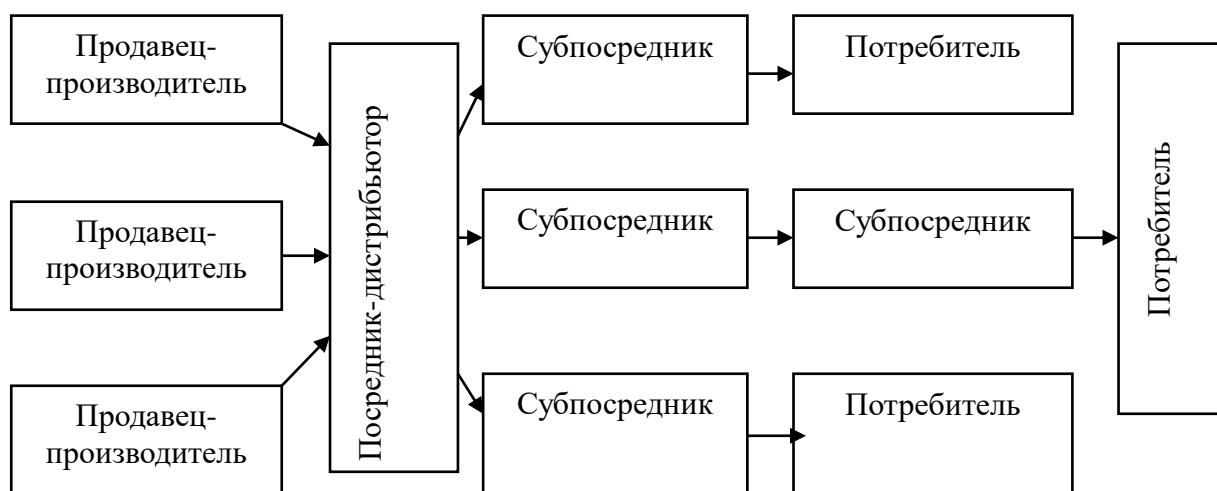 Продавец-
производитель
Субпосредник
Потребитель
Посредник-дистрибьютор
Продавец-
производитель
Субпосредник
Субпосредник
Потребитель
Продавец-
производитель
Субпосредник
Потребитель